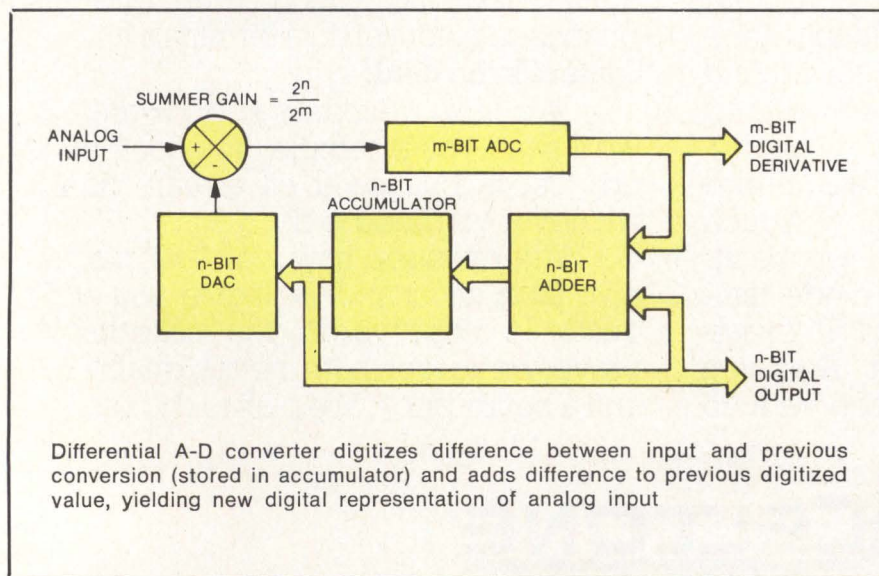 SUMMER GAIN = 2^n / 2^m
ANALOG
INPUT
+
-
m-BIT ADC
m-BIT
DIGITAL
DERIVATIVE
n-BIT
DAC
n-BIT
ACCUMULATOR
n-BIT
ADDER
n-BIT
DIGITAL
OUTPUT
Differential A-D converter digitizes difference between input and previous
conversion (stored in accumulator) and adds difference to previous digitized
value, yielding new digital representation of analog input